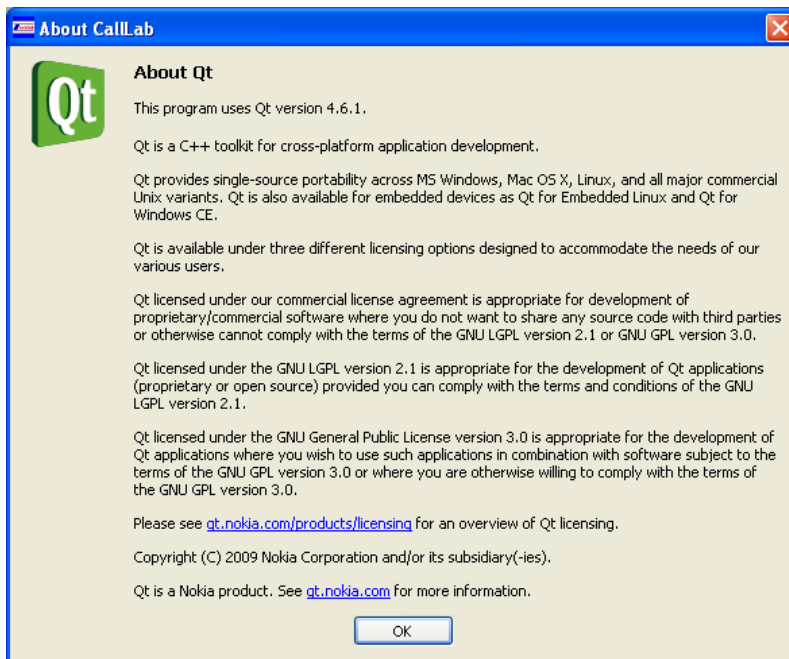 About CallLab
Qt
About Qt
This program uses Qt version 4.6.1.
Qt is a C++ toolkit for cross-platform application development.
Qt provides single-source portability across MS Windows, Mac OS X, Linux, and all major commercial
Unix variants. Qt is also available for embedded devices as Qt for Embedded Linux and Qt for
Windows CE.
Qt is available under three different licensing options designed to accommodate the needs of our
various users.
Qt licensed under our commercial license agreement is appropriate for development of
proprietary/commercial software where you do not want to share any source code with third parties
or otherwise cannot comply with the terms of the GNU LGPL version 2.1 or GNU GPL version 3.0.
Qt licensed under the GNU LGPL version 2.1 is appropriate for the development of Qt applications
(proprietary or open source) provided you can comply with the terms and conditions of the GNU
LGPL version 2.1.
Qt licensed under the GNU General Public License version 3.0 is appropriate for the development of
Qt applications where you wish to use such applications in combination with software subject to the
terms of the GNU GPL version 3.0 or where you are otherwise willing to comply with the terms of
the GNU GPL version 3.0.
Please see qt.nokia.com/products/licensing for an overview of Qt licensing.
Copyright (C) 2009 Nokia Corporation and/or its subsidiary(-ies).
Qt is a Nokia product. See qt.nokia.com for more information.
OK